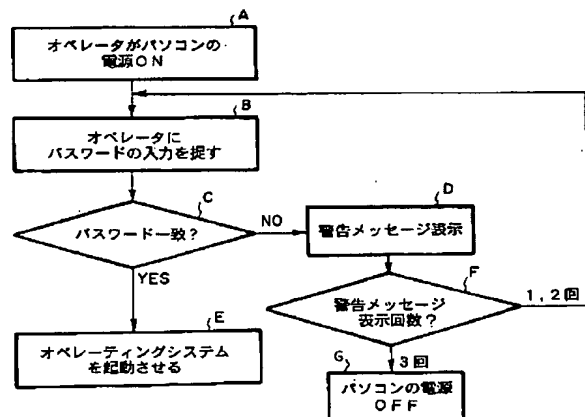 A
オペレータがパソコンの
電源ON
B
オペレータに
パスワードの入力を捉す
C
パスワード一致?
NO
YES
D
警告メッセージ表示
F
警告メッセージ
表示回数?
1,2回
E
オペレーティングシステム
を起動させる
G
3回
パソコンの電源
OFF